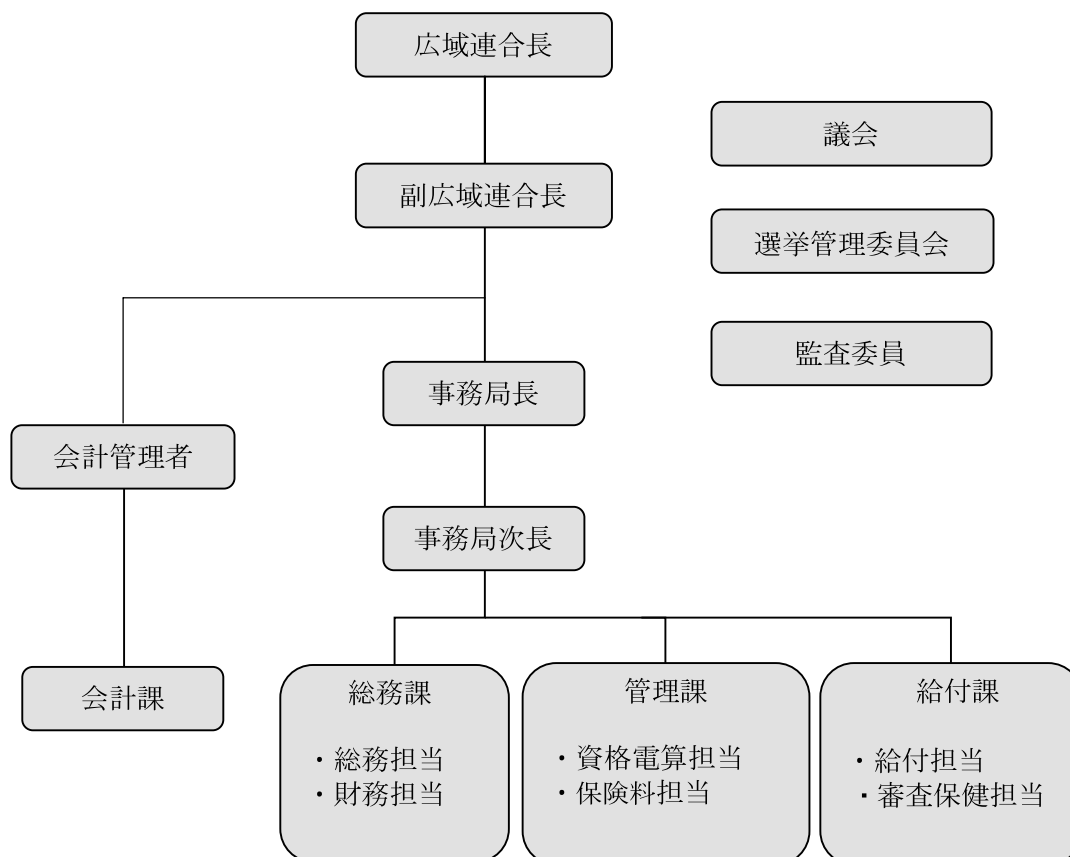 広域連合長
議会
副広域連合長
選挙管理委員会
監査委員
事務局長
会計管理者
事務局次長
会計課
総務課
・総務担当
・財務担当
管理課
・資格電算担当
・保険料担当
給付課
・給付担当
・審査保健担当